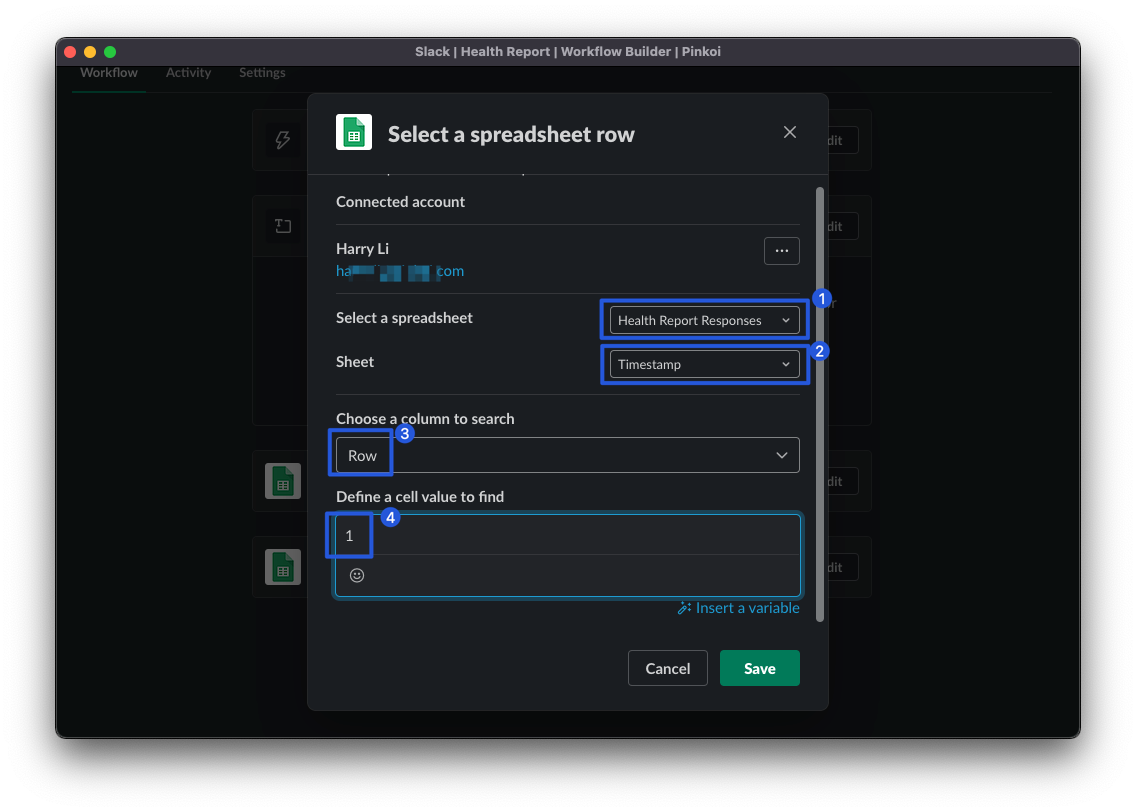 Slack | Health Report | Workflow Builder | Pinkoi
Workflow Activity Settings
Select a spreadsheet row
dit
Connected account
dit
Harry Li
...
ha
com
Select a spreadsheet
Health Report Responses
1
Sheet
Timestamp
2
Choose a column to search
3
Row
dit
Define a cell value to find
4
1
dit
Insert a variable
Cancel
Save